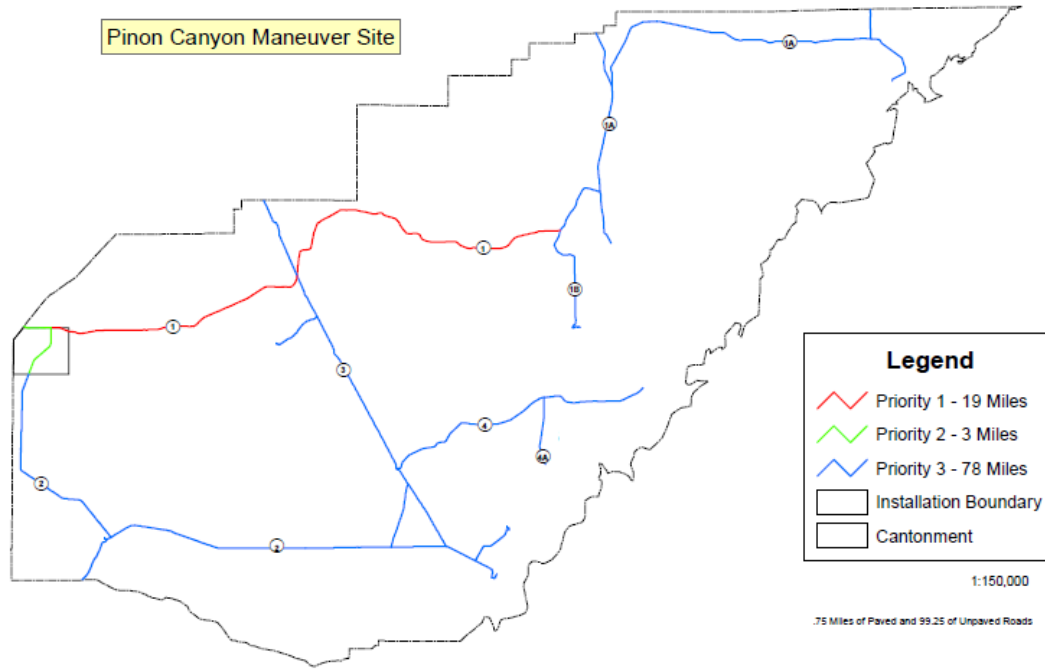 Pinon Canyon Maneuver Site
1A
1A
1
1B
1
3
4
4A
2
2
Legend
Priority 1 - 19 Miles
Priority 2 - 3 Miles
Priority 3 - 78 Miles
Installation Boundary
Cantonment
1:150,000
.75 Miles of Paved and 99.25 of Unpaved Roads